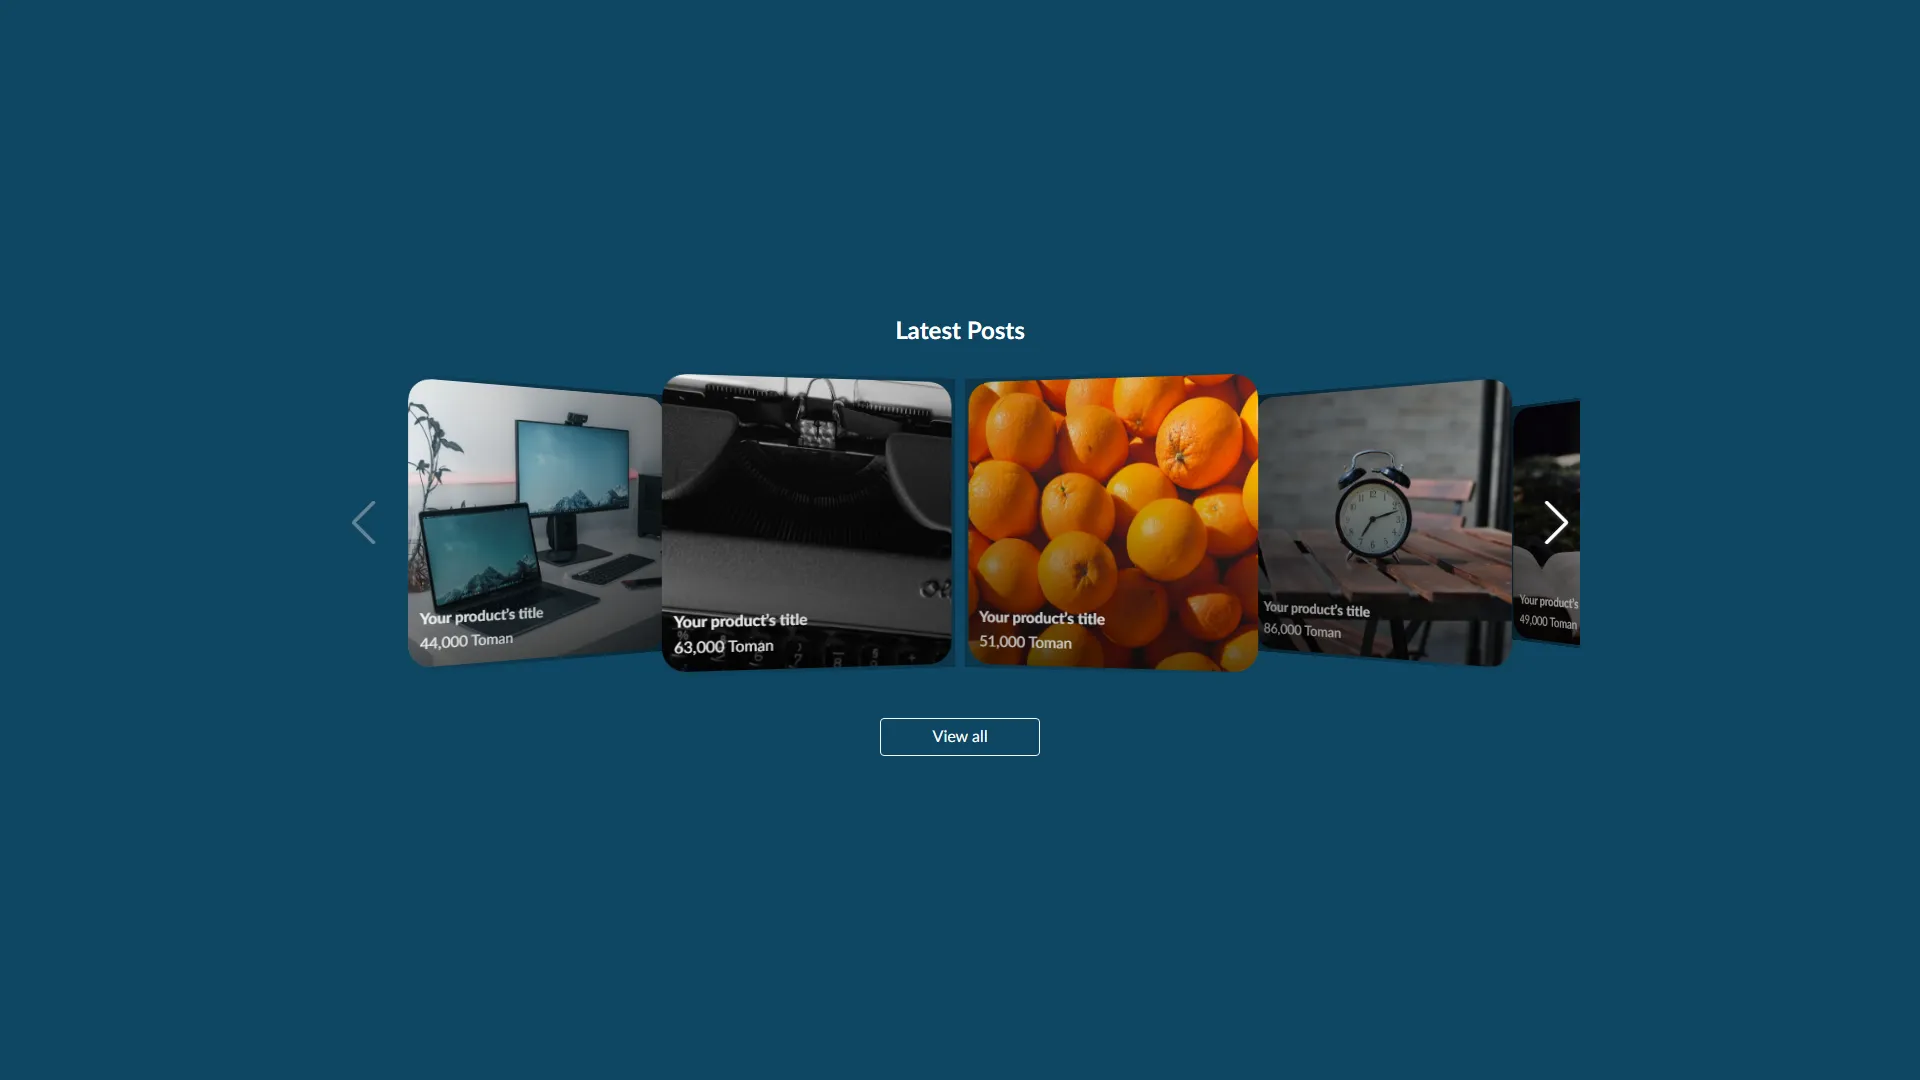 Latest Posts
Your product's title
44,000 Toman
Your product's title
63,000 Toman
Your product's title
51,000 Toman
Your product's title
86,000 Toman
Your product's
49,000 Toman
View all